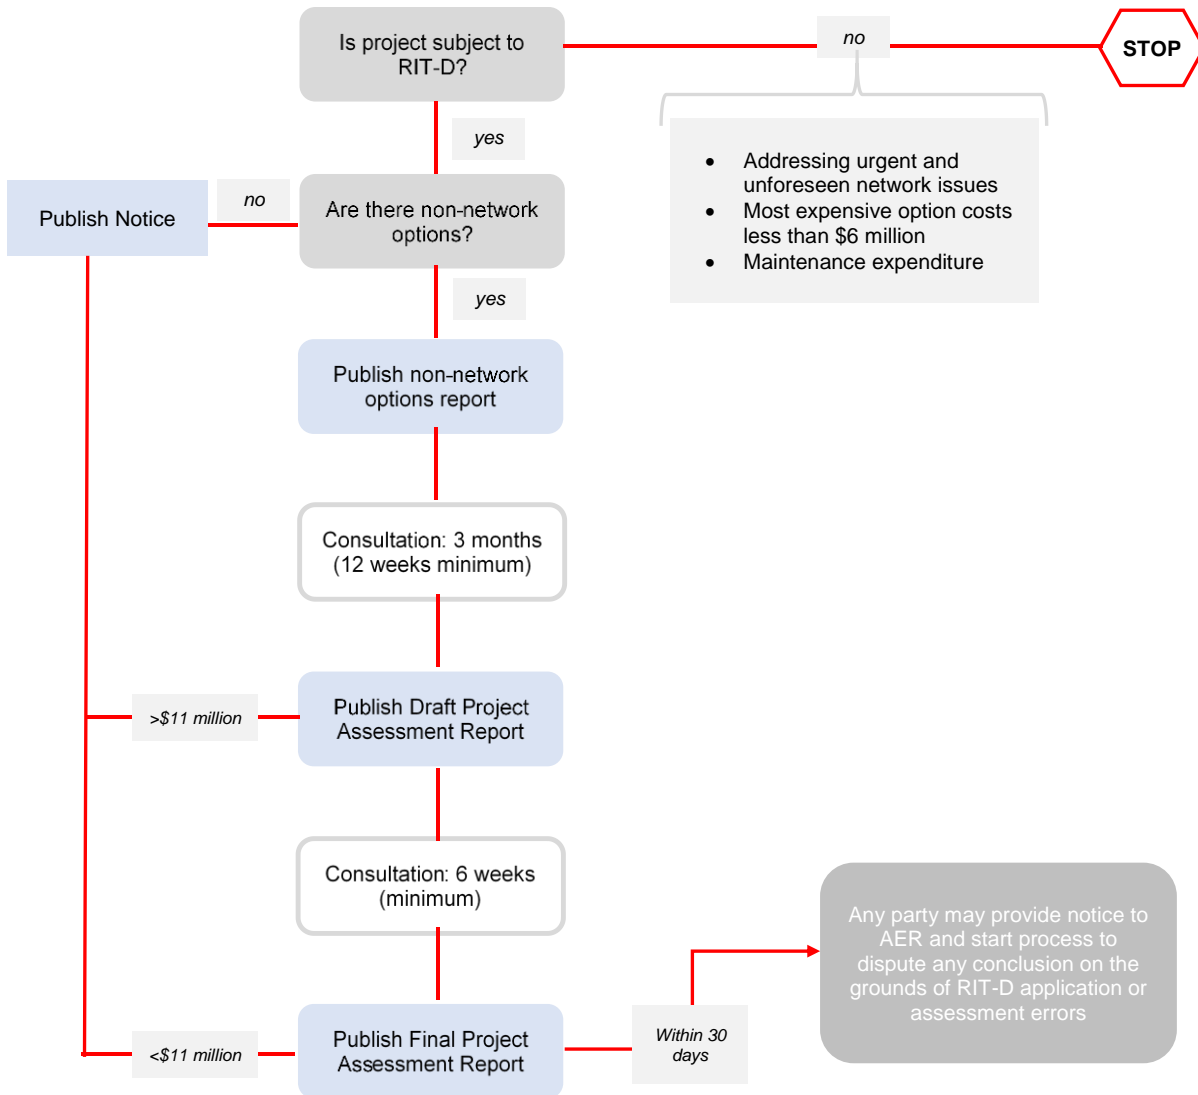 Is project subject to
RIT-D?
no
STOP
yes
• Addressing urgent and
unforeseen network issues
• Most expensive option costs
less than $6 million
• Maintenance expenditure
Publish Notice
no
Are there non-network
options?
yes
Publish non-network
options report
Consultation: 3 months
(12 weeks minimum)
>$11 million
Publish Draft Project
Assessment Report
Consultation: 6 weeks
(minimum)
Any party may provide notice to
AER and start process to
dispute any conclusion on the
grounds of RIT-D application or
assessment errors
<$11 million
Publish Final Project
Assessment Report
Within 30
days